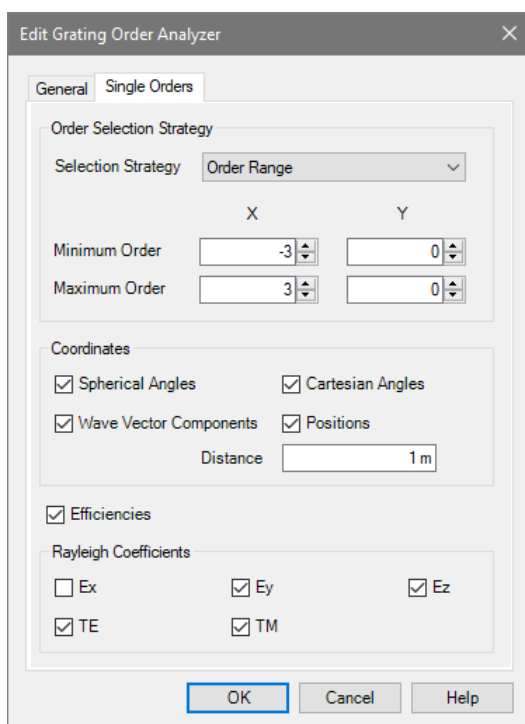 Edit Grating Order Analyzer
General Single Orders
Order Selection Strategy
Selection Strategy Order Range
X Y
Minimum Order -3 0
Maximum Order 3 0
Coordinates
Spherical Angles Cartesian Angles
Wave Vector Components Positions
Distance 1 m
Efficiencies
Rayleigh Coefficients
Ex Ey Ez
TE TM
OK Cancel Help